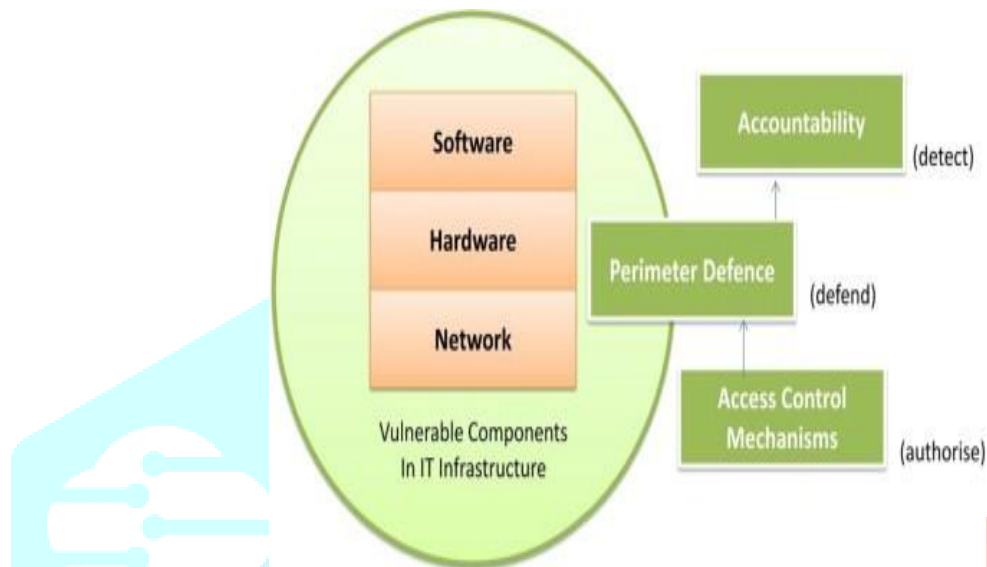 Software
Hardware
Network
Vulnerable Components
In IT Infrastructure
Accountability
(detect)
Perimeter Defence
(defend)
Access Control
Mechanisms
(authorise)